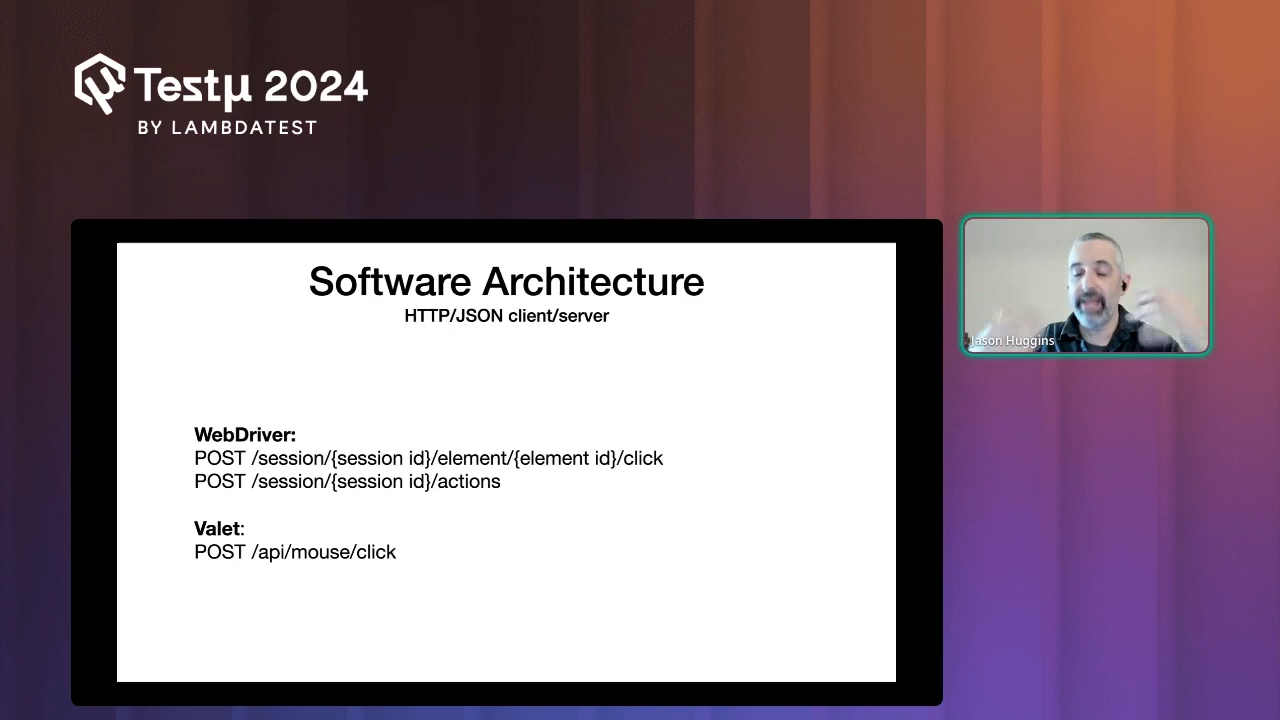 Testμ 2024
BY LAMBDATEST
Software Architecture
HTTP/JSON client/server
WebDriver:
POST /session/{session id}/element/{element id}/click
POST /session/{session id}/actions
Valet:
POST /api/mouse/click
Jason Huggins